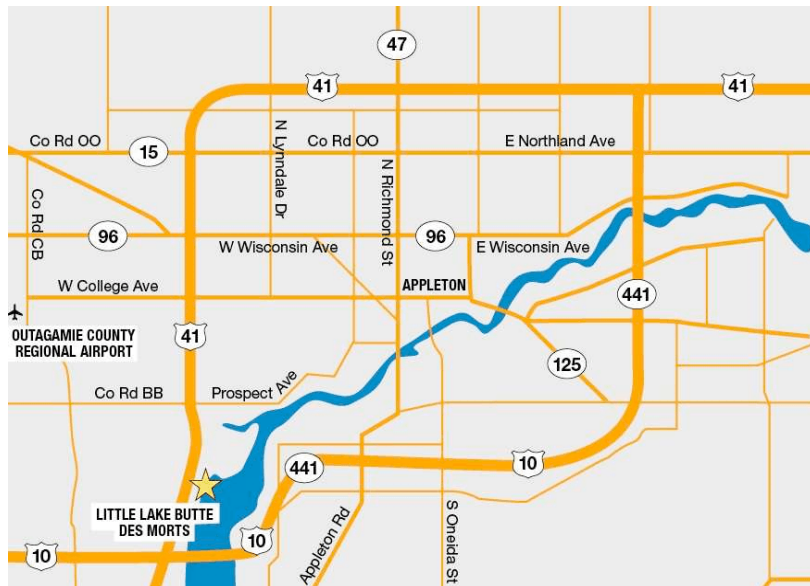 47
41
41
Co Rd OO
15
N Lynndale Dr
Co Rd OO
N Richmond St
E Northland Ave
Co Rd CB
96
W Wisconsin Ave
96
E Wisconsin Ave
W College Ave
APPLETON
441
OUTAGAMIE COUNTY
REGIONAL AIRPORT
41
125
Co Rd BB
Prospect Ave
441
10
LITTLE LAKE BUTTE
DES MORTS
10
10
Appleton Rd
S Oneida St